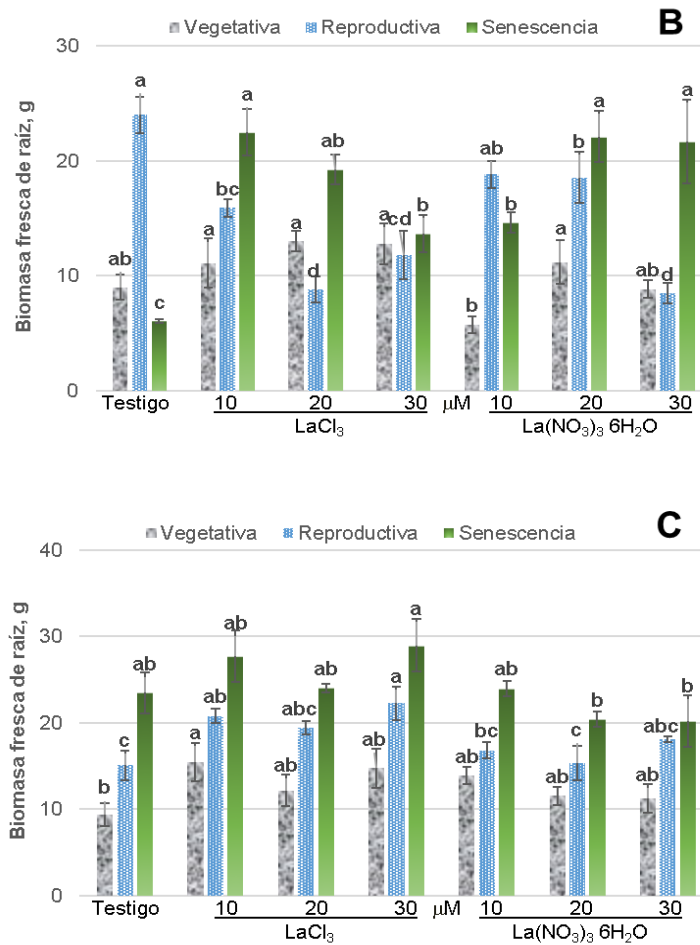 B
Vegetativa Reproductiva Senescencia
Biomasa fresca de raíz, g
30
20
10
0
ab a c
a bc a
a d ab
a cd b
b ab b
a b a
ab d a
Testigo 10 20 30 μM 10 20 30
LaCl₃ La(NO₃)₃ 6H₂O
C
Vegetativa Reproductiva Senescencia
Biomasa fresca de raíz, g
40
30
20
10
0
b c ab
a ab ab
ab abc ab
ab a a
ab bc ab
ab c b
ab abc b
Testigo 10 20 30 μM 10 20 30
LaCl₃ La(NO₃)₃ 6H₂O